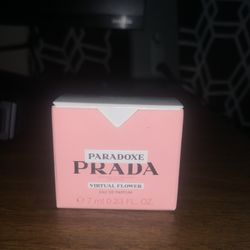 PARADOXE
PRADA
VIRTUAL FLOWER
EAU DE PARFUM
℮ 7 ml 0.23 FL. OZ.